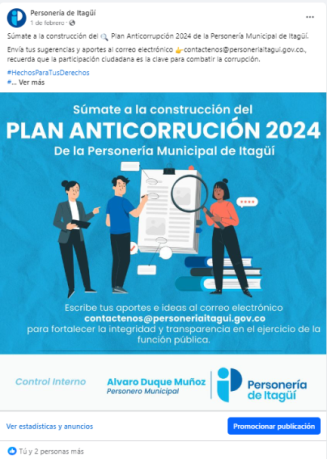 Personería de Itagüí
1 de febrero ·
Súmate a la construcción del Plan Anticorrupción 2024 de la Personería Municipal de Itagüí.
Envía tus sugerencias y aportes al correo electrónico 👉contactenos@personeriaitagui.gov.co,
recuerda que la participación ciudadana es la clave para combatir la corrupción.
#HechosParaTusDerechos
#... Ver más
Súmate a la construcción del
PLAN ANTICORRUCIÓN 2024
De la Personería Municipal de Itagüí
Escribe tus aportes e ideas al correo electrónico
contactenos@personeriaitagui.gov.co
para fortalecer la integridad y transparencia en el ejercicio de la
función pública.
Control Interno
Alvaro Duque Muñoz
Personero Municipal
Personería
de Itagüí
Ver estadísticas y anuncios
Promocionar publicación
Tú y 2 personas más